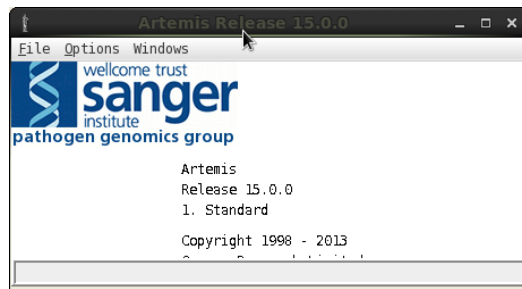 Artemis Release 15.0.0
File Options Windows
wellcome trust
sanger
institute
pathogen genomics group
Artemis
Release 15.0.0
1. Standard
Copyright 1998 - 2013